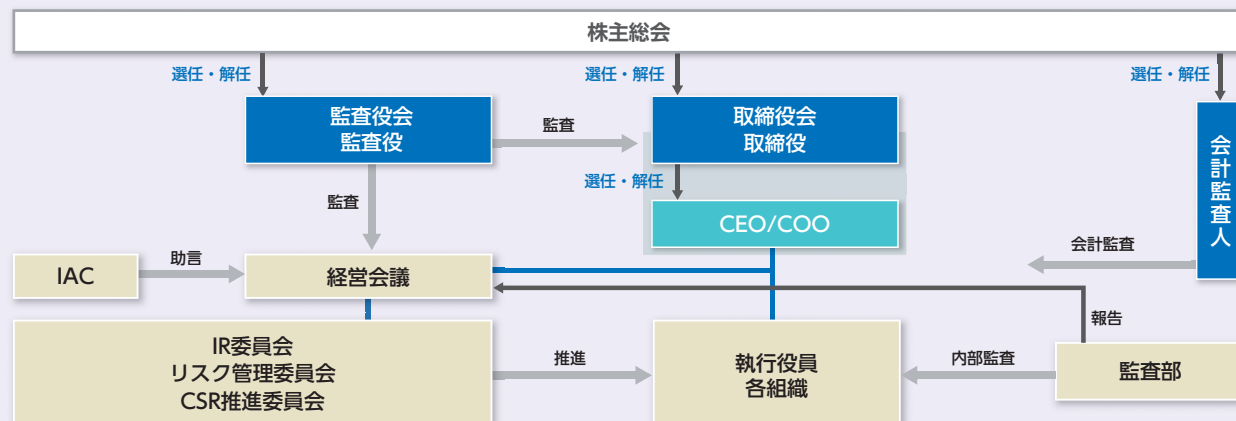 株主総会
選任・解任
選任・解任
選任・解任
監査役会
監査役
監査
取締役会
取締役
会計監査人
選任・解任
監査
CEO/COO
会計監査
IAC
助言
経営会議
報告
IR委員会
リスク管理委員会
CSR推進委員会
推進
執行役員
各組織
内部監査
監査部